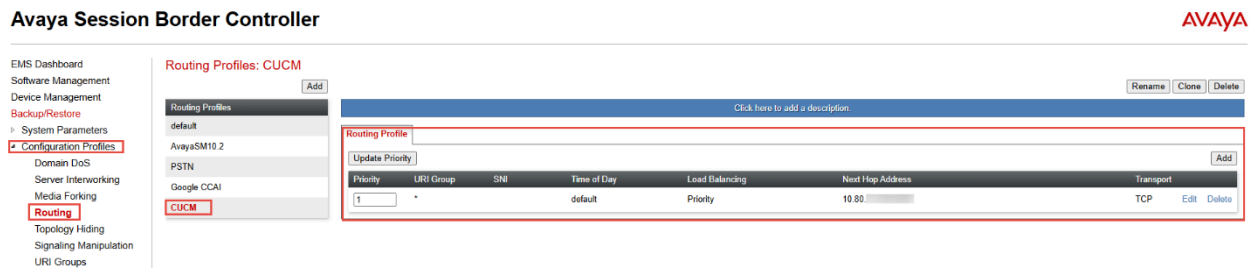 Avaya Session Border Controller
AVAYA
EMS Dashboard
Software Management
Device Management
Backup/Restore
System Parameters
Configuration Profiles
Domain DoS
Server Interworking
Media Forking
Routing
Topology Hiding
Signaling Manipulation
URI Groups
Routing Profiles: CUCM
Add
Rename Clone Delete
Routing Profiles
default
AvayaSM10.2
PSTN
Google CCAI
CUCM
Click here to add a description.
Routing Profile
Update Priority Add
Priority URI Group SNI Time of Day Load Balancing Next Hop Address Transport
1 * default Priority 10.80. TCP Edit Delete